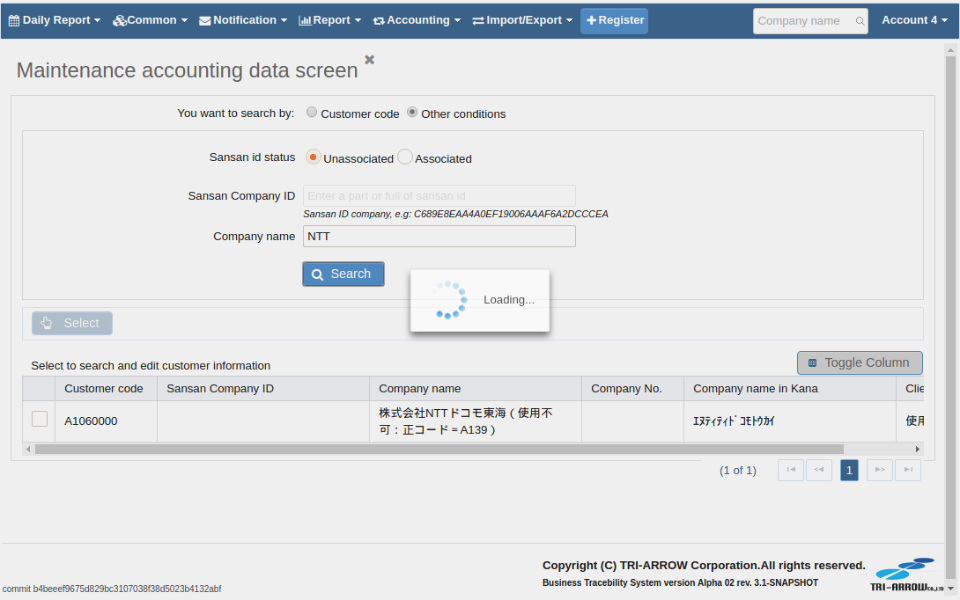 Daily Report Common Notification Report Accounting Import/Export Register Company name Account 4
Maintenance accounting data screen
You want to search by: Customer code Other conditions
Sansan id status Unassociated Associated
Sansan Company ID Enter a part or full of sansan id
Sansan ID company, e.g: C689E8EAA4A0EF19006AAAF6A2DCCCEA
Company name NTT
Search
Loading...
Select
Select to search and edit customer information Toggle Column
Customer code Sansan Company ID Company name Company No. Company name in Kana Clie
A1060000 株式会社NTTドコモ東海（使用不 ｴﾇﾃｨﾃｨﾄﾞｺﾓﾄｳｶｲ 使用
可：正コード＝A139）
(1 of 1) 1
Copyright (C) TRI-ARROW Corporation.All rights reserved.
Business Tracebility System version Alpha 02 rev. 3.1-SNAPSHOT
TRI-ARROW CO.,LTD
commit b4beeef9675d829bc3107038f38d5023b4132abf